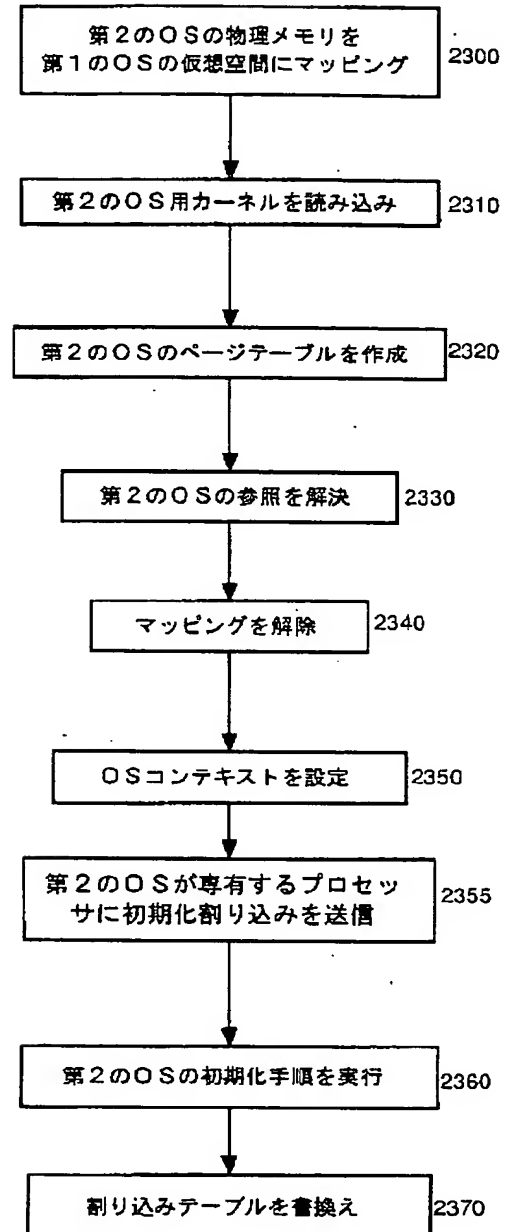 第２のＯＳの物理メモリを
第１のＯＳの仮想空間にマッピング
2300
第２のＯＳ用カーネルを読み込み
2310
第２のＯＳのページテーブルを作成
2320
第２のＯＳの参照を解決
2330
マッピングを解除
2340
ＯＳコンテキストを設定
2350
第２のＯＳが専有するプロセッ
サに初期化割り込みを送信
2355
第２のＯＳの初期化手順を実行
2360
割り込みテーブルを書換え
2370